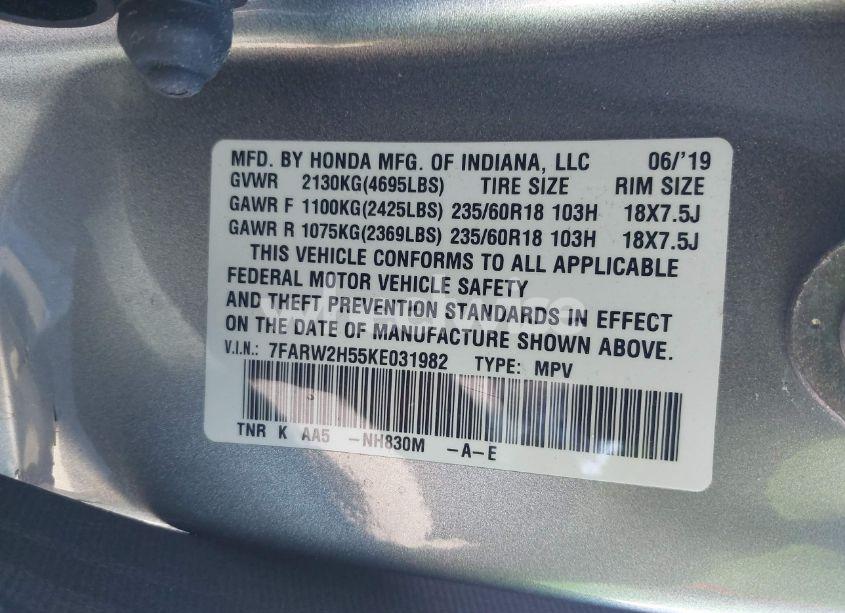 MFD. BY HONDA MFG. OF INDIANA, LLC 06/'19
GVWR 2130KG(4695LBS) TIRE SIZE RIM SIZE
GAWR F 1100KG(2425LBS) 235/60R18 103H 18X7.5J
GAWR R 1075KG(2369LBS) 235/60R18 103H 18X7.5J
THIS VEHICLE CONFORMS TO ALL APPLICABLE
FEDERAL MOTOR VEHICLE SAFETY
AND THEFT PREVENTION STANDARDS IN EFFECT
ON THE DATE OF MANUFACTURE SHOWN ABOVE.
V.I.N.: 7FARW2H55KE031982 TYPE: MPV
TNR K AA5 -NH830M -A-E